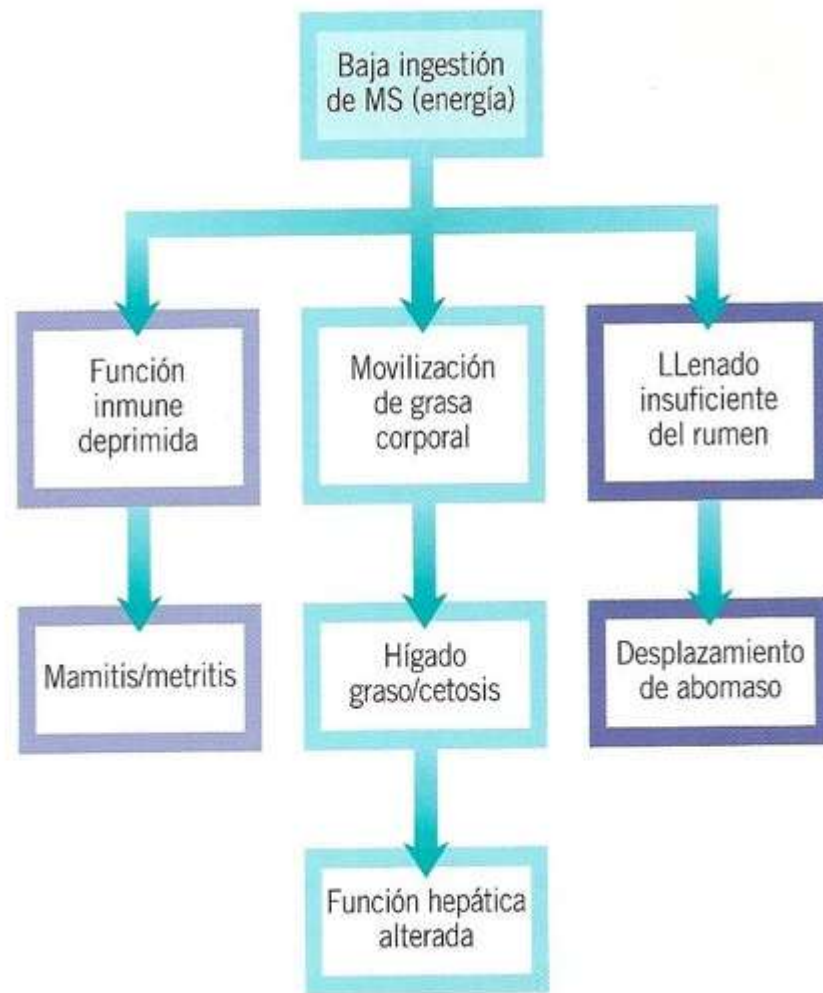 Baja ingestión
de MS (energía)
Función
inmune
deprimida
Movilización
de grasa
corporal
LLenado
insuficiente
del rumen
Mamitis/metritis
Hígado
graso/cetosis
Desplazamiento
de abomaso
Función hepática
alterada